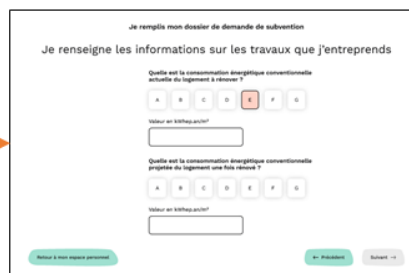 Je remplis mon dossier de demande de subvention
Je renseigne les informations sur les travaux que j'entreprends
Quelle est la consommation énergétique conventionnelle
actuelle du logement à rénover ?
A B C D E F G
Valeur en kWhep.an/m²
Quelle est la consommation énergétique conventionnelle
projetée du logement une fois rénové ?
A B C D E F G
Valeur en kWhep.an/m²
Retour à mon espace personnel
← Précédent
Suivant →